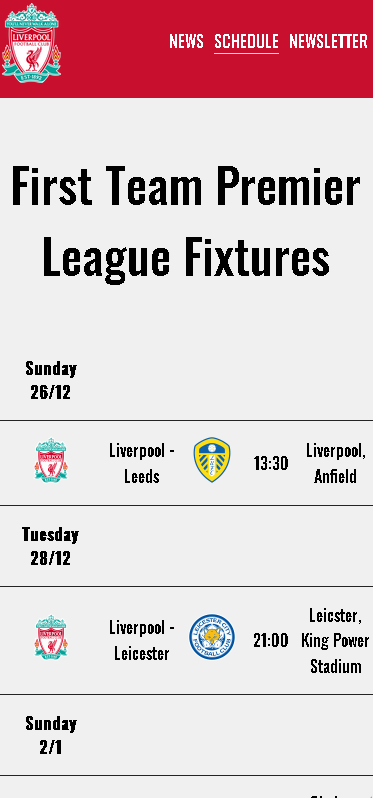 YOU'LL NEVER WALK ALONE
LIVERPOOL
FOOTBALL CLUB
EST·1892
NEWS SCHEDULE NEWSLETTER
First Team Premier
League Fixtures
Sunday
26/12
Liverpool -
Leeds
13:30
Liverpool,
Anfield
Tuesday
28/12
Liverpool -
Leicester
LEICESTER CITY
FOOTBALL CLUB
21:00
Leicster,
King Power
Stadium
Sunday
2/1